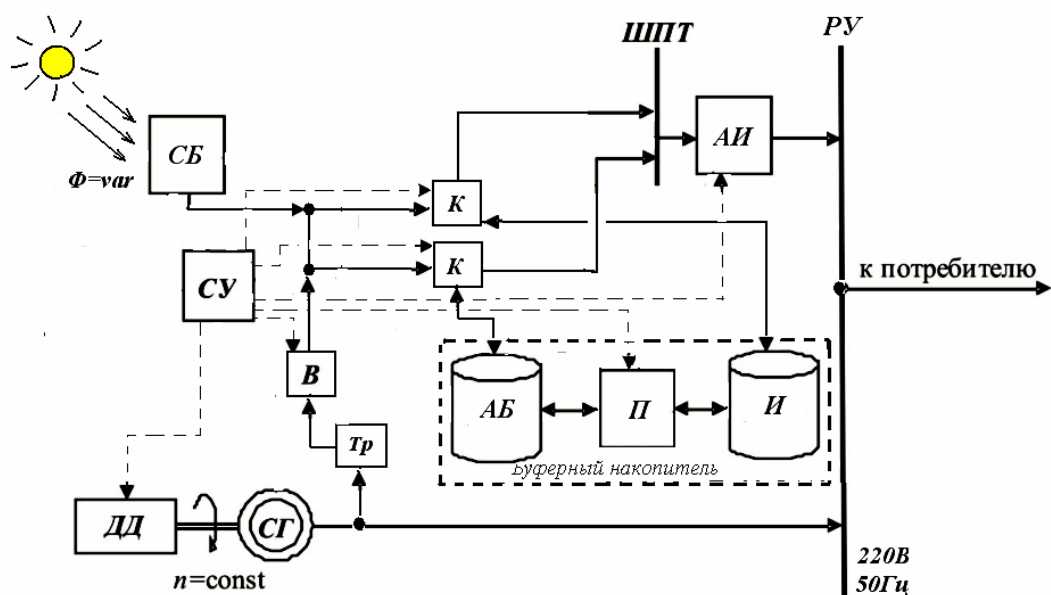 ШПТ
РУ
СБ
АИ
Ф=var
К
СУ
К
к потребителю
В
АБ
П
И
Тр
Буферный накопитель
ДД
СГ
n=const
220В
50Гц